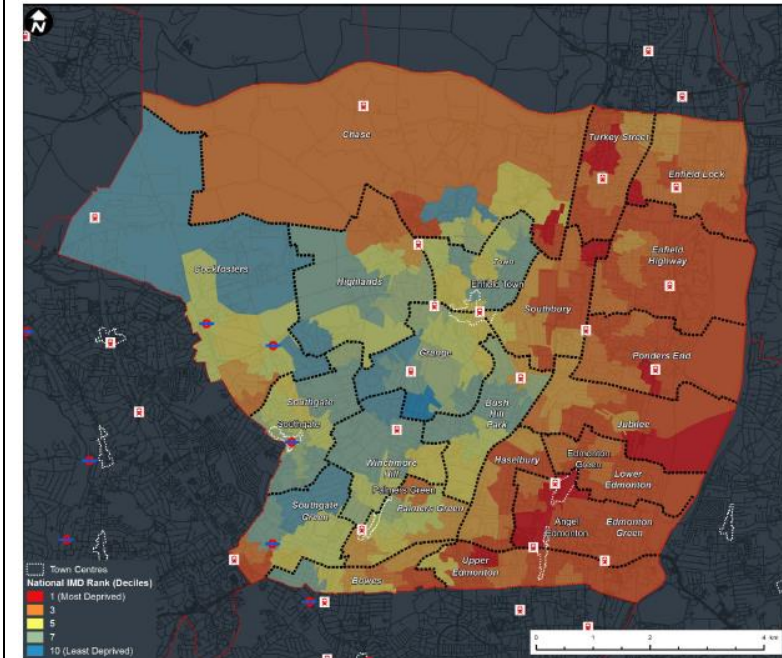 N
Chase
Turkey Street
Enfield Lock
Cockfosters
Highlands
Town
Enfield Town
Enfield
Highway
Southbury
Grange
Ponders End
Southgate
Southgate
Bush
Hill
Park
Jubilee
Winchmore
Hill
Haselbury
Edmonton
Green
Lower
Edmonton
Palmers Green
Palmers Green
Southgate
Green
Angel
Edmonton
Edmonton
Green
Upper
Edmonton
Bowes
Town Centres
National IMD Rank (Deciles)
1 (Most Deprived)
3
5
7
10 (Least Deprived)
0 1 2 4 km